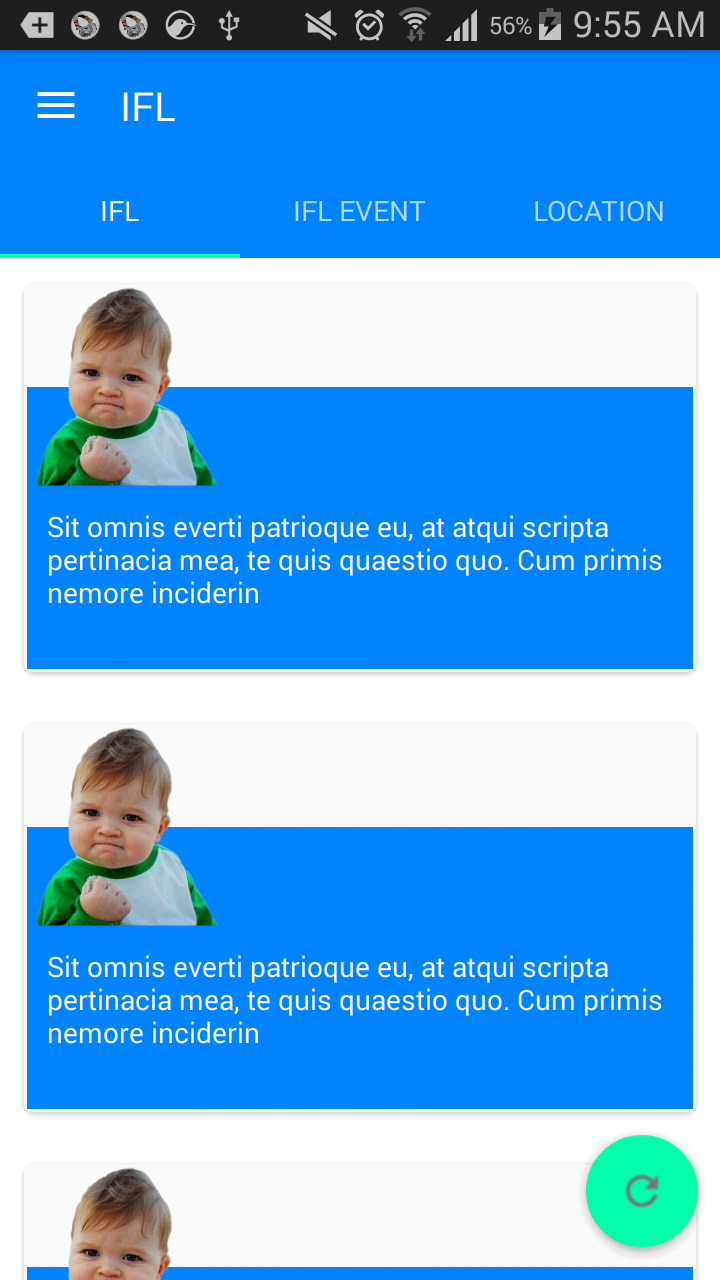 56% 9:55 AM
IFL
IFL IFL EVENT LOCATION
Sit omnis everti patrioque eu, at atqui scripta
pertinacia mea, te quis quaestio quo. Cum primis
nemore inciderin
Sit omnis everti patrioque eu, at atqui scripta
pertinacia mea, te quis quaestio quo. Cum primis
nemore inciderin